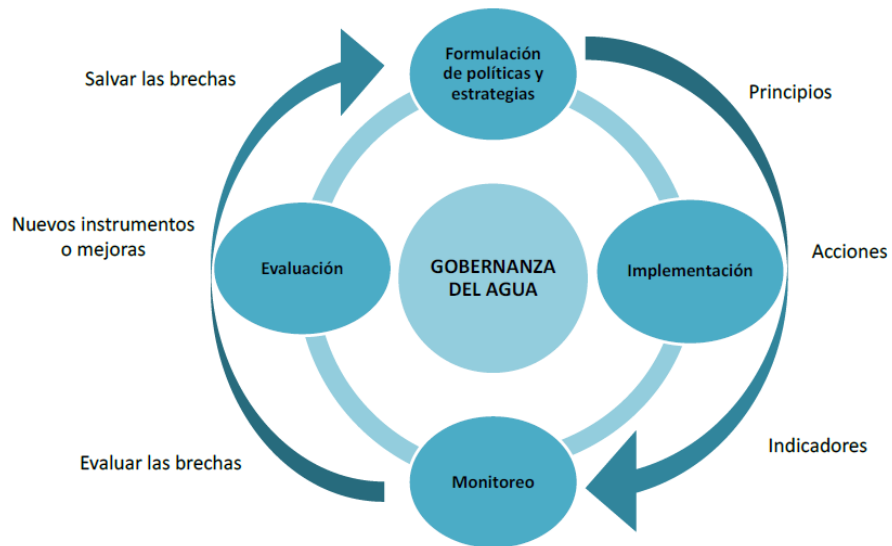 Formulación
de políticas y
estrategias
Salvar las brechas
Principios
Nuevos instrumentos
o mejoras
Evaluación
GOBERNANZA
DEL AGUA
Implementación
Acciones
Evaluar las brechas
Indicadores
Monitoreo